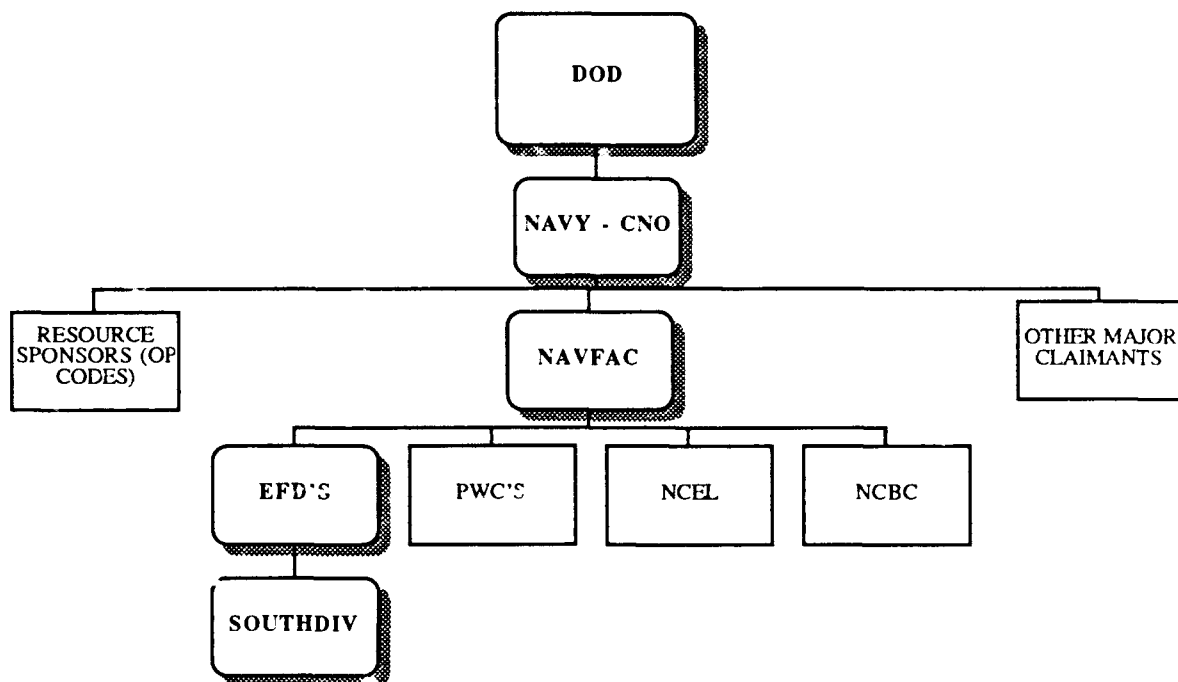 DOD
NAVY - CNO
RESOURCE
SPONSORS (OP
CODES)
NAVFAC
OTHER MAJOR
CLAIMANTS
EFD'S
PWC'S
NCEL
NCBC
SOUTHDIV